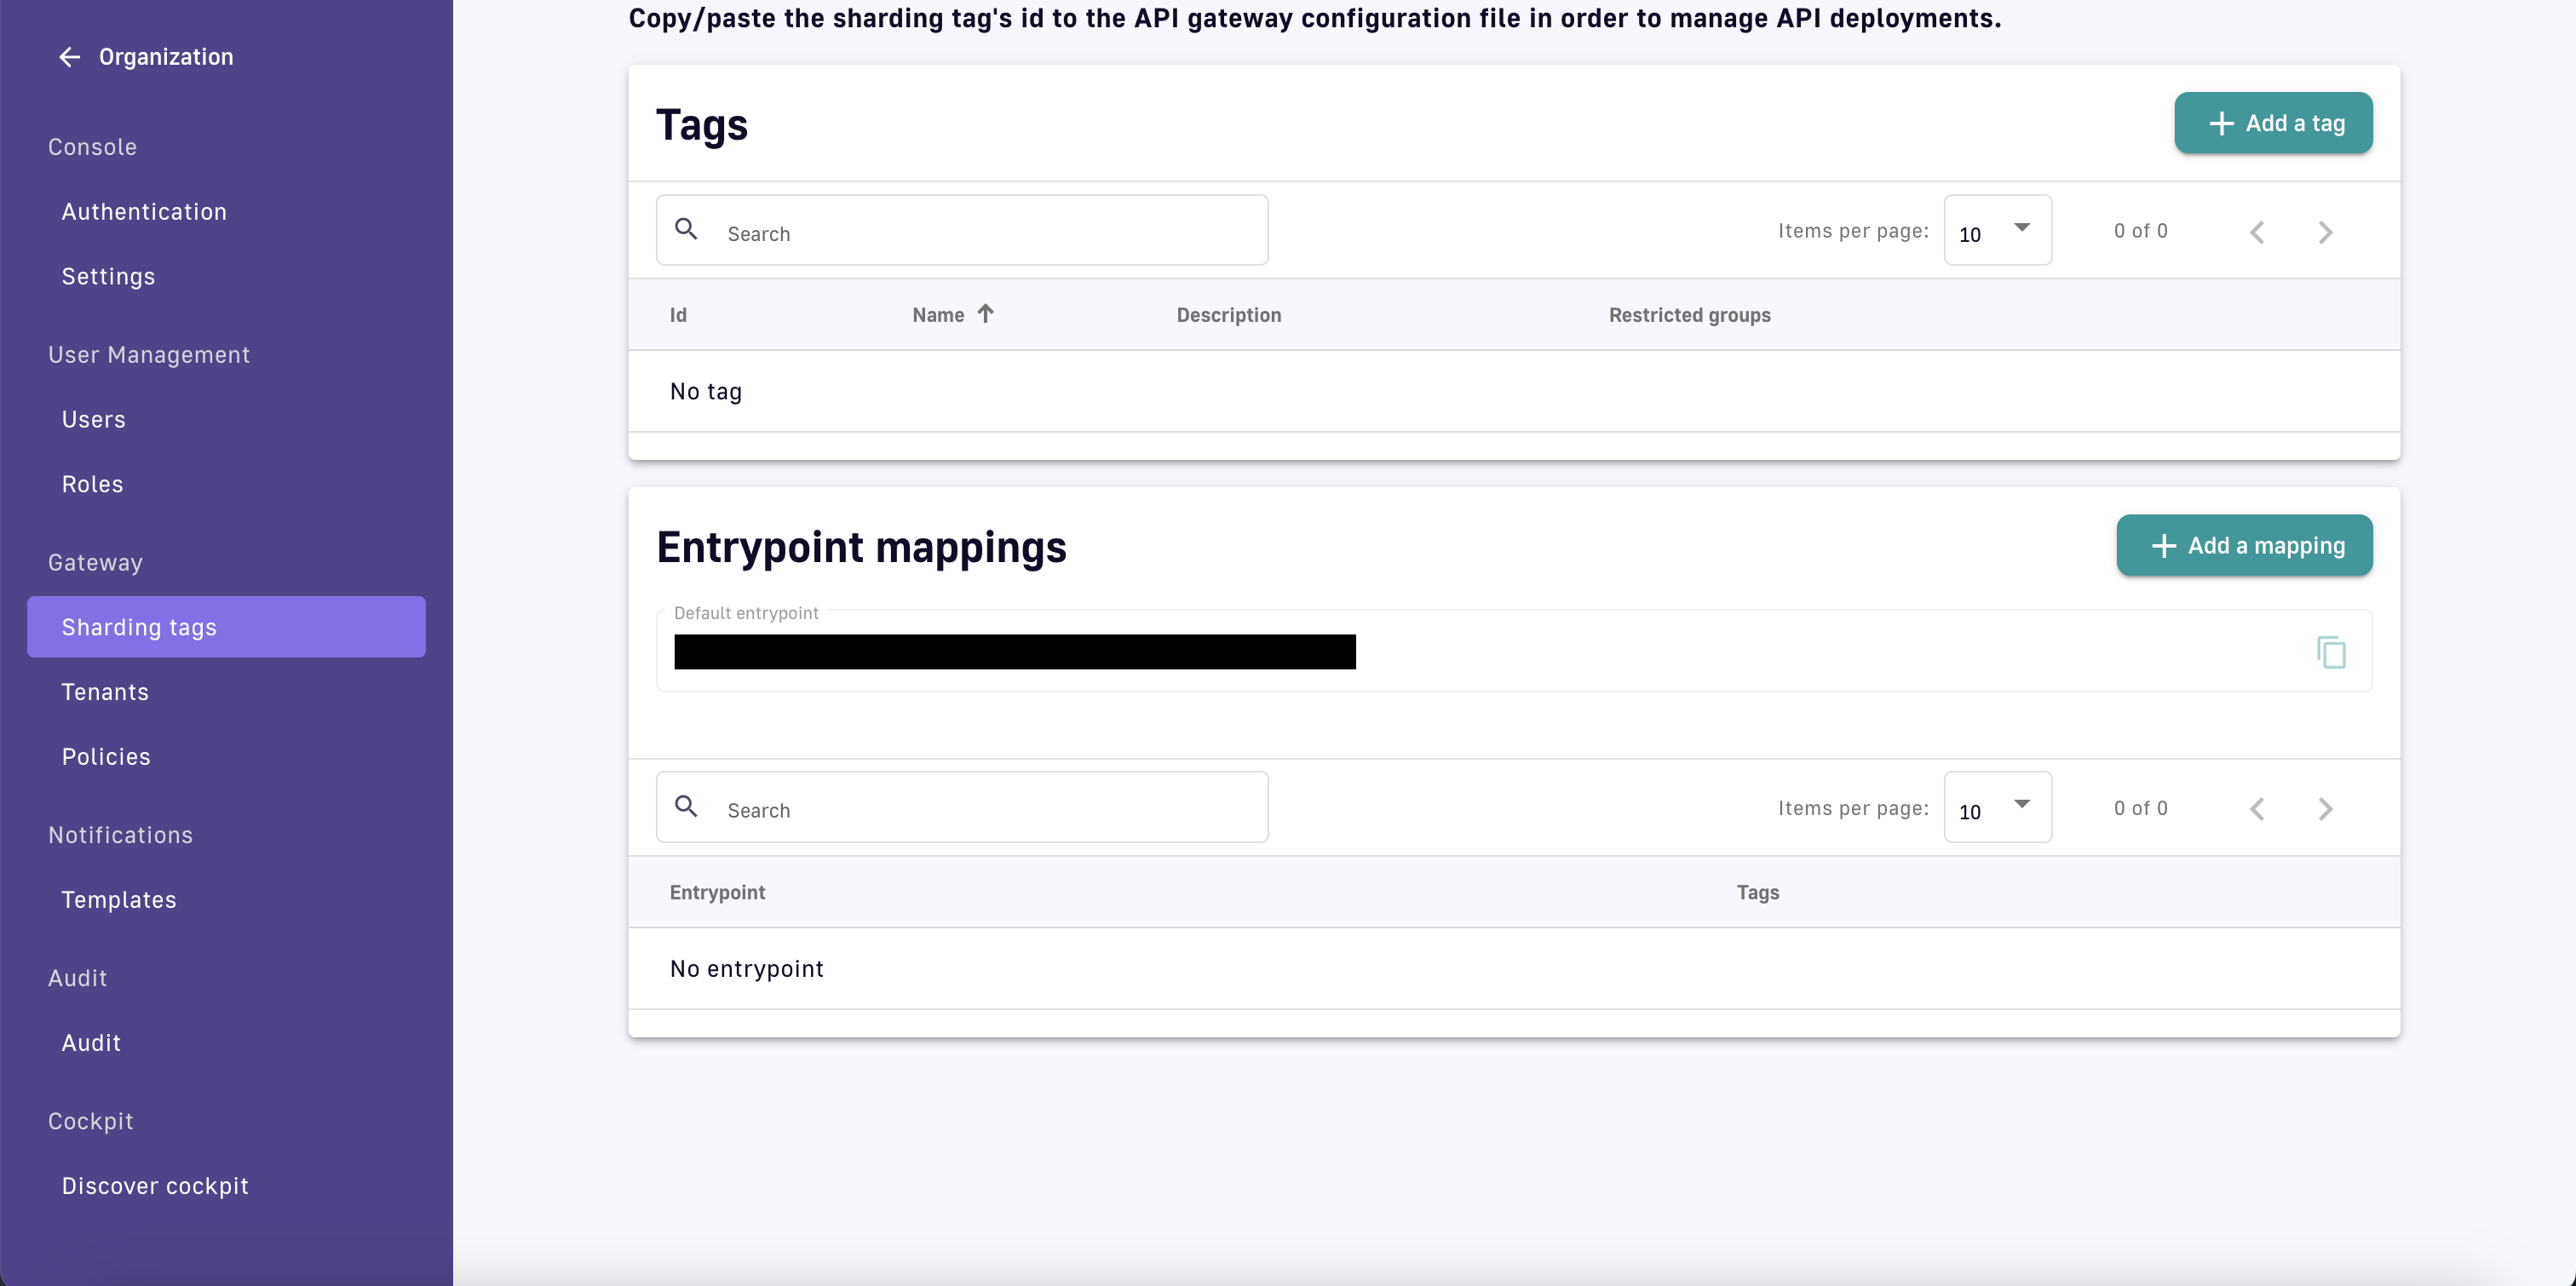 Organization
Console
Authentication
Settings
User Management
Users
Roles
Gateway
Sharding tags
Tenants
Policies
Notifications
Templates
Audit
Audit
Cockpit
Discover cockpit
Copy/paste the sharding tag's id to the API gateway configuration file in order to manage API deployments.
Tags
Add a tag
Search
Items per page: 10
0 of 0
Id Name Description Restricted groups
No tag
Entrypoint mappings
Add a mapping
Default entrypoint
Search
Items per page: 10
0 of 0
Entrypoint Tags
No entrypoint